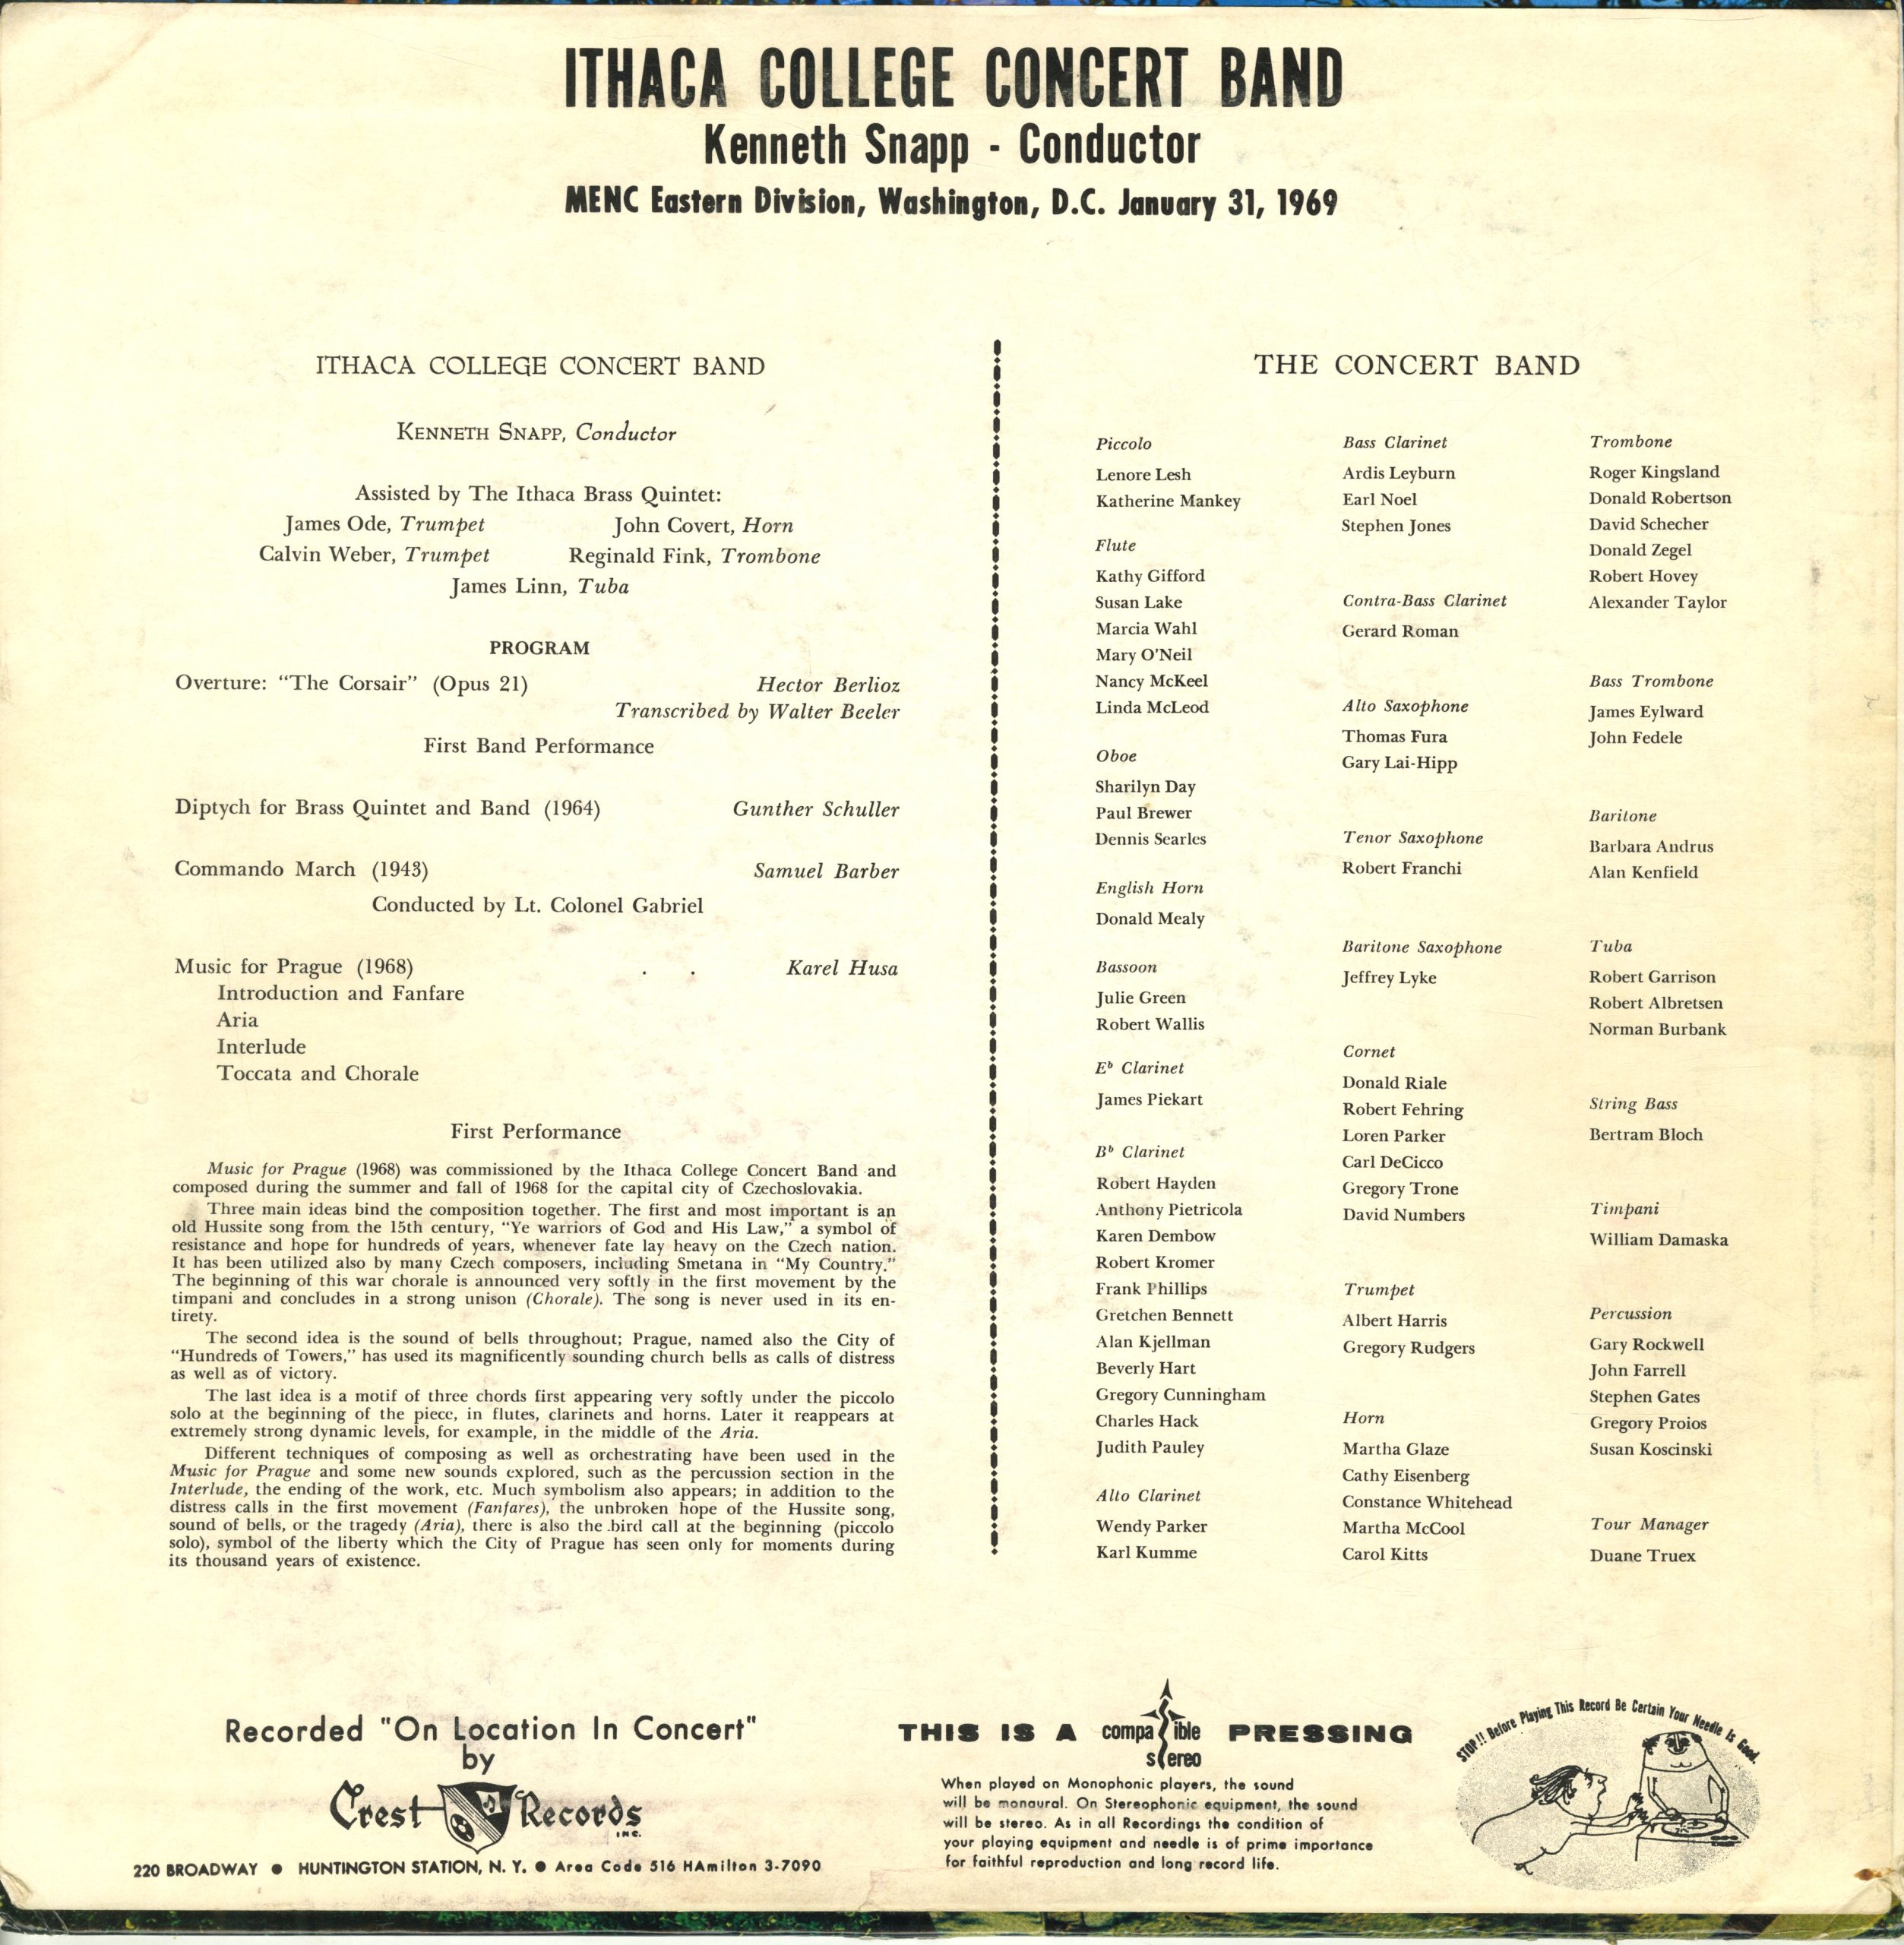 ITHACA COLLEGE CONCERT BAND
Kenneth Snapp - Conductor
MENC Eastern Division, Washington, D.C. January 31, 1969
ITHACA COLLEGE CONCERT BAND
KENNETH SNAPP, Conductor
Assisted by The Ithaca Brass Quintet:
James Ode, Trumpet John Covert, Horn
Calvin Weber, Trumpet Reginald Fink, Trombone
James Linn, Tuba
PROGRAM
Overture: “The Corsair” (Opus 21) Hector Berlioz
Transcribed by Walter Beeler
First Band Performance
Diptych for Brass Quintet and Band (1964) Gunther Schuller
Commando March (1943) Samuel Barber
Conducted by Lt. Colonel Gabriel
Music for Prague (1968) . . Karel Husa
Introduction and Fanfare
Aria
Interlude
Toccata and Chorale
First Performance
Music for Prague (1968) was commissioned by the Ithaca College Concert Band and
composed during the summer and fall of 1968 for the capital city of Czechoslovakia.
Three main ideas bind the composition together. The first and most important is an
old Hussite song from the 15th century, “Ye warriors of God and His Law,” a symbol of
resistance and hope for hundreds of years, whenever fate lay heavy on the Czech nation.
It has been utilized also by many Czech composers, including Smetana in “My Country.”
The beginning of this war chorale is announced very softly in the first movement by the
timpani and concludes in a strong unison (Chorale). The song is never used in its en-
tirety.
The second idea is the sound of bells throughout; Prague, named also the City of
“Hundreds of Towers,” has used its magnificently sounding church bells as calls of distress
as well as of victory.
The last idea is a motif of three chords first appearing very softly under the piccolo
solo at the beginning of the piece, in flutes, clarinets and horns. Later it reappears at
extremely strong dynamic levels, for example, in the middle of the Aria.
Different techniques of composing as well as orchestrating have been used in the
Music for Prague and some new sounds explored, such as the percussion section in the
Interlude, the ending of the work, etc. Much symbolism also appears; in addition to the
distress calls in the first movement (Fanfares), the unbroken hope of the Hussite song,
sound of bells, or the tragedy (Aria), there is also the bird call at the beginning (piccolo
solo), symbol of the liberty which the City of Prague has seen only for moments during
its thousand years of existence.
THE CONCERT BAND
Piccolo
Lenore Lesh
Katherine Mankey
Flute
Kathy Gifford
Susan Lake
Marcia Wahl
Mary O'Neil
Nancy McKeel
Linda McLeod
Oboe
Sharilyn Day
Paul Brewer
Dennis Searles
English Horn
Donald Mealy
Bassoon
Julie Green
Robert Wallis
E♭ Clarinet
James Piekart
B♭ Clarinet
Robert Hayden
Anthony Pietricola
Karen Dembow
Robert Kromer
Frank Phillips
Gretchen Bennett
Alan Kjellman
Beverly Hart
Gregory Cunningham
Charles Hack
Judith Pauley
Alto Clarinet
Wendy Parker
Karl Kumme
Bass Clarinet
Ardis Leyburn
Earl Noel
Stephen Jones
Contra-Bass Clarinet
Gerard Roman
Alto Saxophone
Thomas Fura
Gary Lai-Hipp
Tenor Saxophone
Robert Franchi
Baritone Saxophone
Jeffrey Lyke
Cornet
Donald Riale
Robert Fehring
Loren Parker
Carl DeCicco
Gregory Trone
David Numbers
Trumpet
Albert Harris
Gregory Rudgers
Horn
Martha Glaze
Cathy Eisenberg
Constance Whitehead
Martha McCool
Carol Kitts
Trombone
Roger Kingsland
Donald Robertson
David Schecher
Donald Zegel
Robert Hovey
Alexander Taylor
Bass Trombone
James Eylward
John Fedele
Baritone
Barbara Andrus
Alan Kenfield
Tuba
Robert Garrison
Robert Albretsen
Norman Burbank
String Bass
Bertram Bloch
Timpani
William Damaska
Percussion
Gary Rockwell
John Farrell
Stephen Gates
Gregory Proios
Susan Koscinski
Tour Manager
Duane Truex
Recorded "On Location In Concert"
by
Crest Records
INC.
220 BROADWAY ● HUNTINGTON STATION, N. Y. ● Area Code 516 HAmilton 3-7090
THIS IS A compatible PRESSING
stereo
When played on Monophonic players, the sound
will be monaural. On Stereophonic equipment, the sound
will be stereo. As in all Recordings the condition of
your playing equipment and needle is of prime importance
for faithful reproduction and long record life.
STOP!! Before Playing This Record Be Certain Your Needle Is Good.